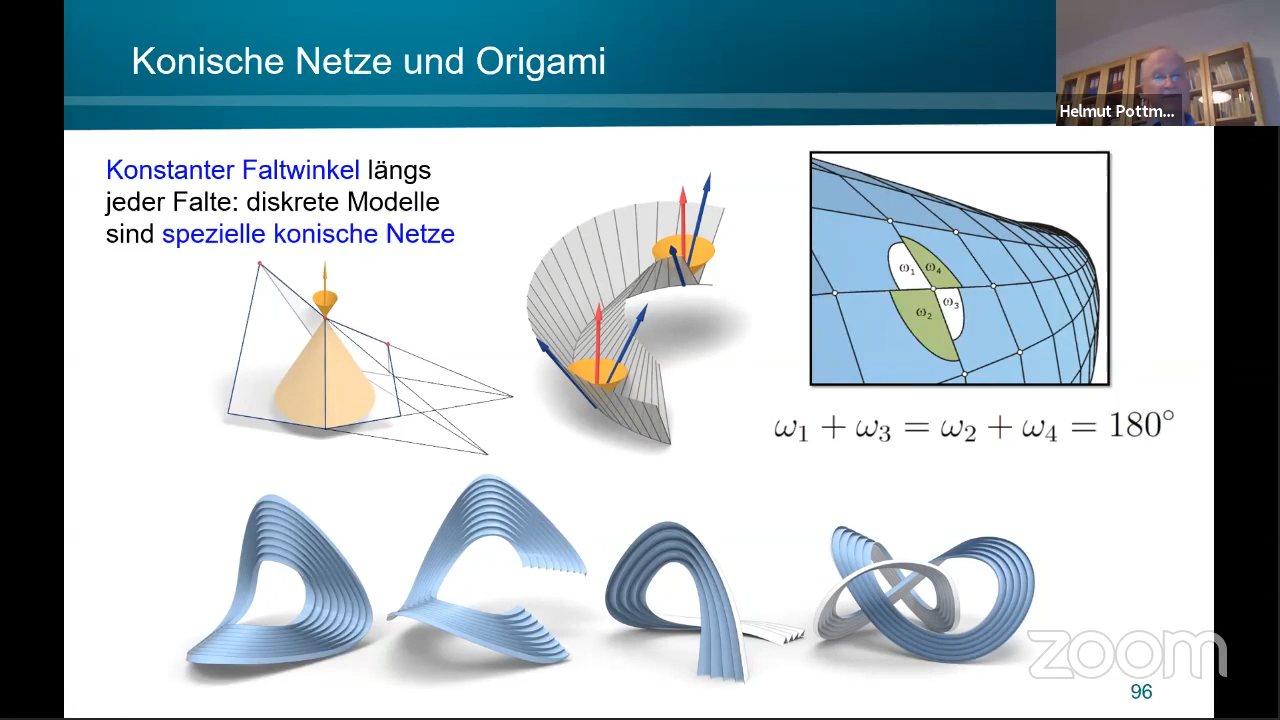 Konische Netze und Origami
Helmut Pottm...
Konstanter Faltwinkel längs
jeder Falte: diskrete Modelle
sind spezielle konische Netze
ω₁ ω₄
ω₃
ω₂
ω₁ + ω₃ = ω₂ + ω₄ = 180°
zoom
96